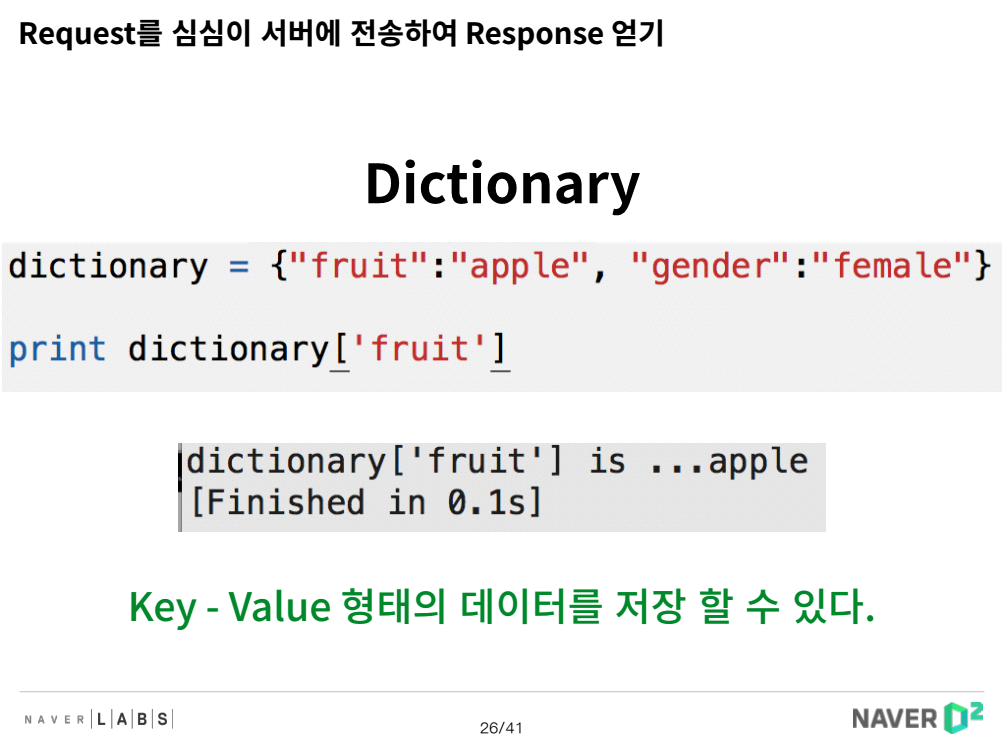 Request를 심심이 서버에 전송하여 Response 얻기
Dictionary
dictionary = {"fruit":"apple", "gender":"female"}
print dictionary['fruit']
dictionary['fruit'] is ...apple
[Finished in 0.1s]
Key - Value 형태의 데이터를 저장 할 수 있다.
NAVER|L|A|B|S|
26/41
NAVER D2